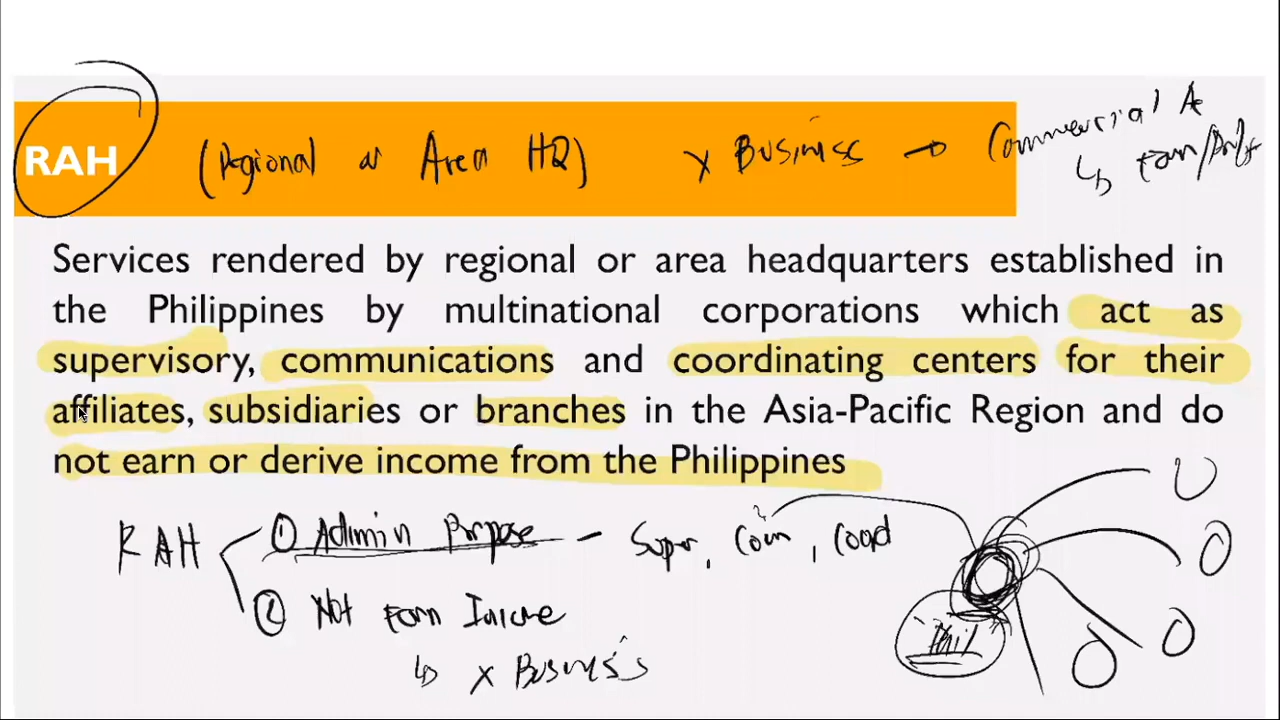 RAH (Regional or Area HQ) x Business → Commercial Ac
↳ Earn/Profit
Services rendered by regional or area headquarters established in
the Philippines by multinational corporations which act as
supervisory, communications and coordinating centers for their
affiliates, subsidiaries or branches in the Asia-Pacific Region and do
not earn or derive income from the Philippines
RAH ① Admin Purpose - Super, Com, Coord
② Not Earn Income
↳ x Business
Phil